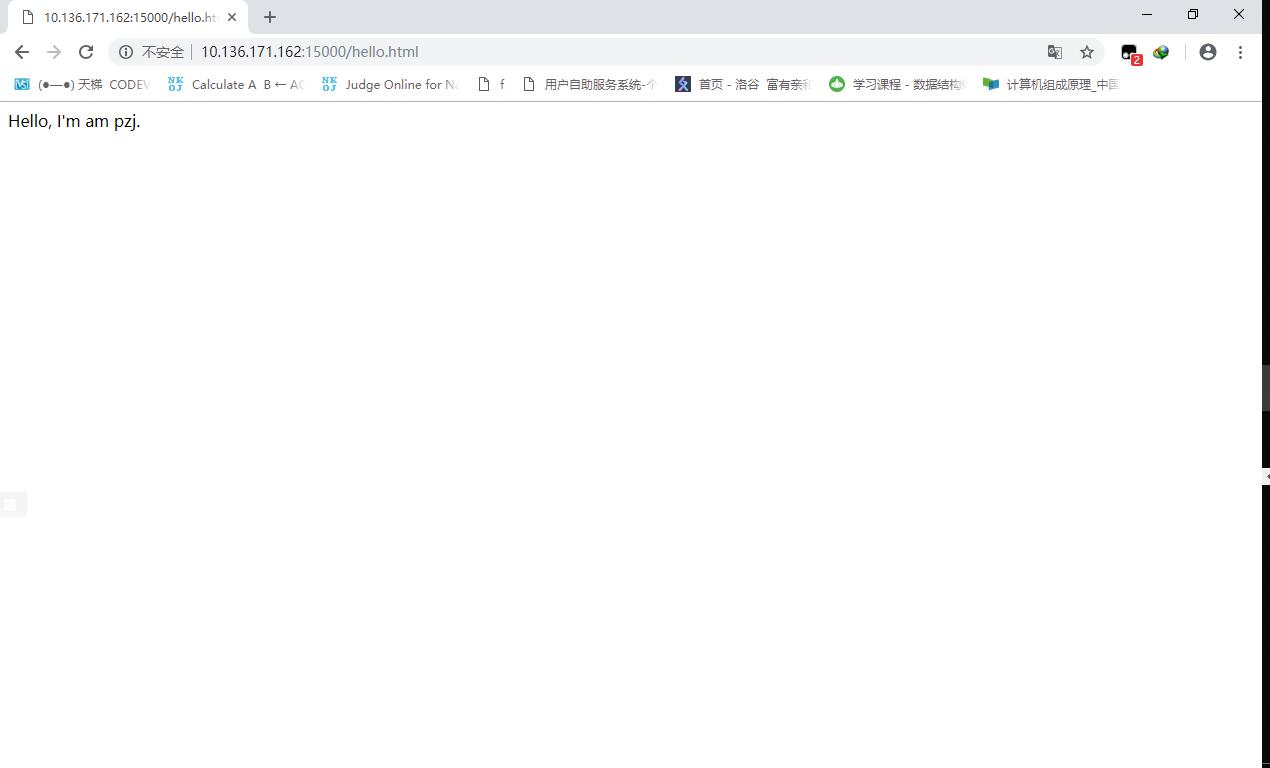 10.136.171.162:15000/hello.ht
不安全 10.136.171.162:15000/hello.html
2
(●—●) 天梯 CODEV Calculate A B ← AC Judge Online for Na f 用户自助服务系统-个 首页 - 洛谷 富有亲和 学习课程 - 数据结构 计算机组成原理_中国
Hello, I'm am pzj.